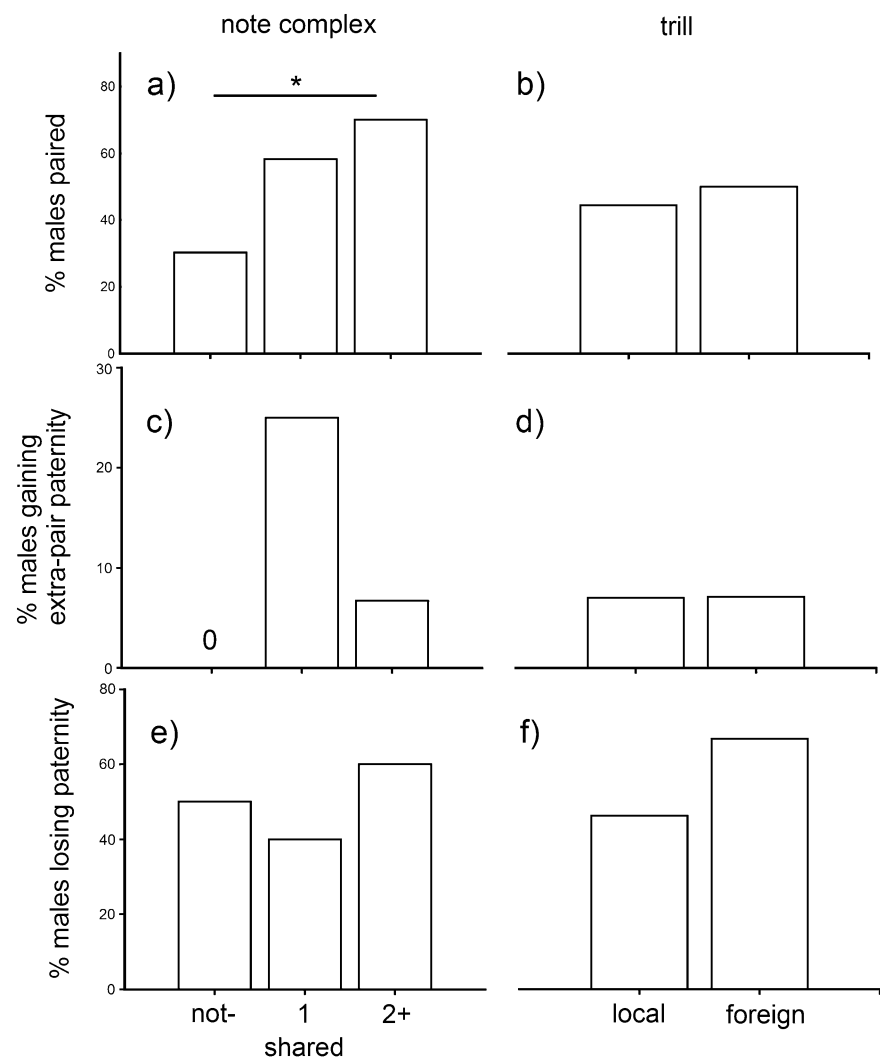 note complex
trill
a)
*
b)
% males paired
80
60
40
20
0
c)
d)
% males gaining
extra-pair paternity
30
20
10
0
0
e)
f)
% males losing paternity
80
60
40
20
0
not-
1
2+
shared
local
foreign